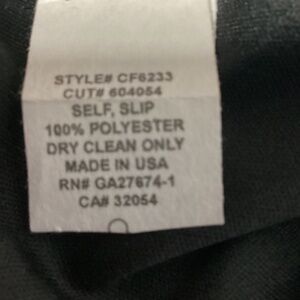 STYLE# CF6233
CUT# 604054
SELF, SLIP
100% POLYESTER
DRY CLEAN ONLY
MADE IN USA
RN# GA27674-1
CA# 32054